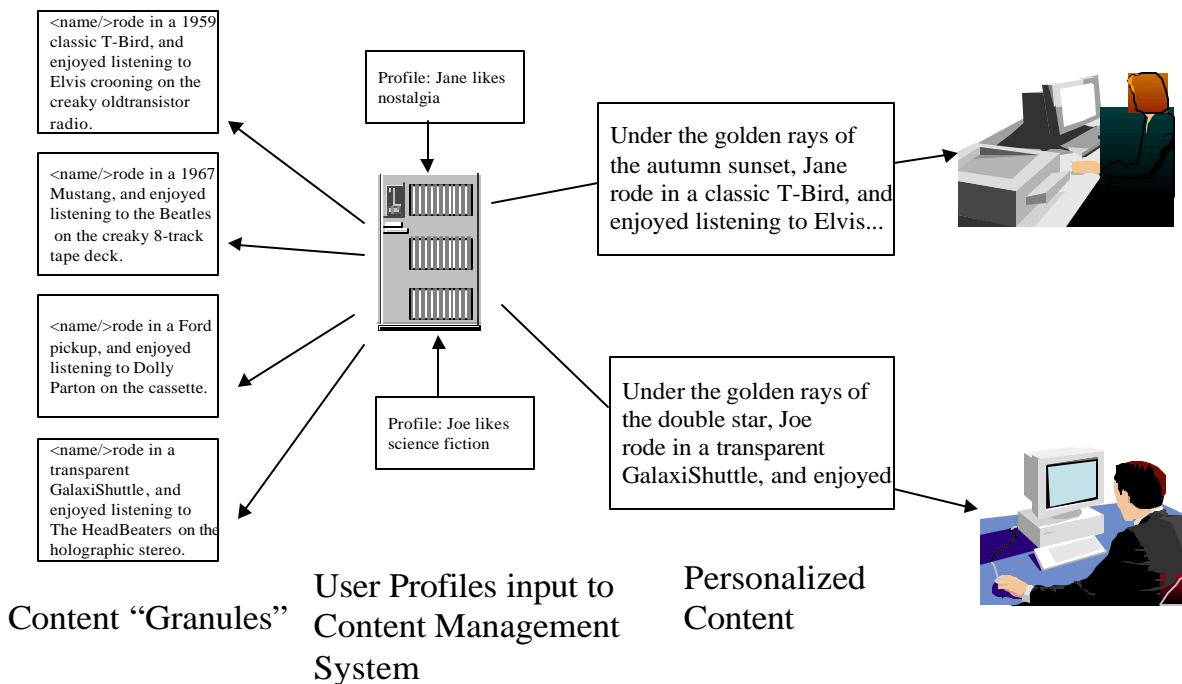 <name/>rode in a 1959
classic T-Bird, and
enjoyed listening to
Elvis crooning on the
creaky oldtransistor
radio.
<name/>rode in a 1967
Mustang, and enjoyed
listening to the Beatles
on the creaky 8-track
tape deck.
<name/>rode in a Ford
pickup, and enjoyed
listening to Dolly
Parton on the cassette.
<name/>rode in a
transparent
GalaxiShuttle, and
enjoyed listening to
The HeadBeaters on the
holographic stereo.
Content “Granules”
Profile: Jane likes
nostalgia
Profile: Joe likes
science fiction
User Profiles input to
Content Management
System
Under the golden rays of
the autumn sunset, Jane
rode in a classic T-Bird, and
enjoyed listening to Elvis...
Under the golden rays of
the double star, Joe
rode in a transparent
GalaxiShuttle, and enjoyed
Personalized
Content